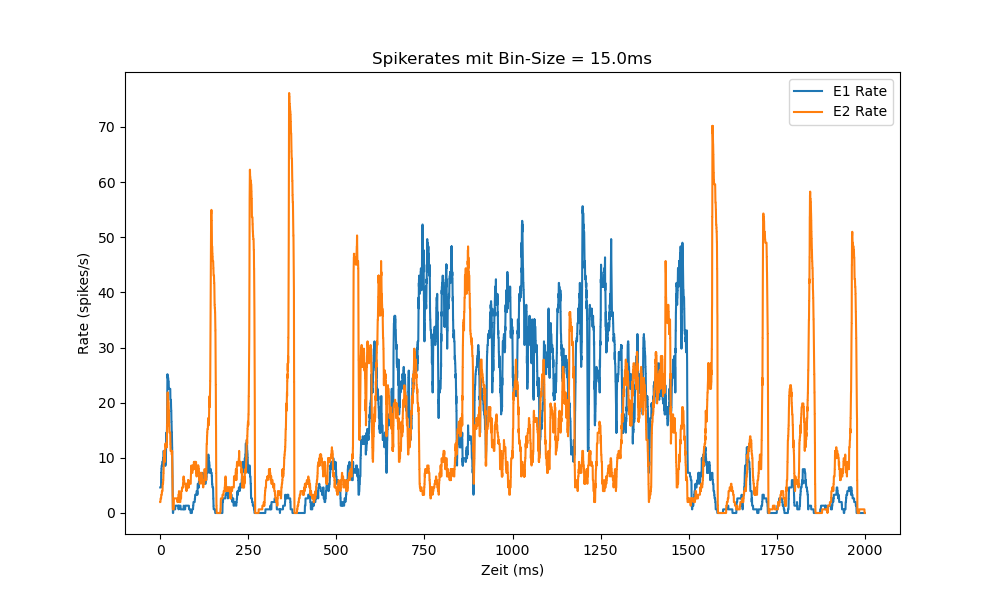 Spikerates mit Bin-Size = 15.0ms
E1 Rate
E2 Rate
70
60
50
40
30
20
10
0
Rate (spikes/s)
0 250 500 750 1000 1250 1500 1750 2000
Zeit (ms)